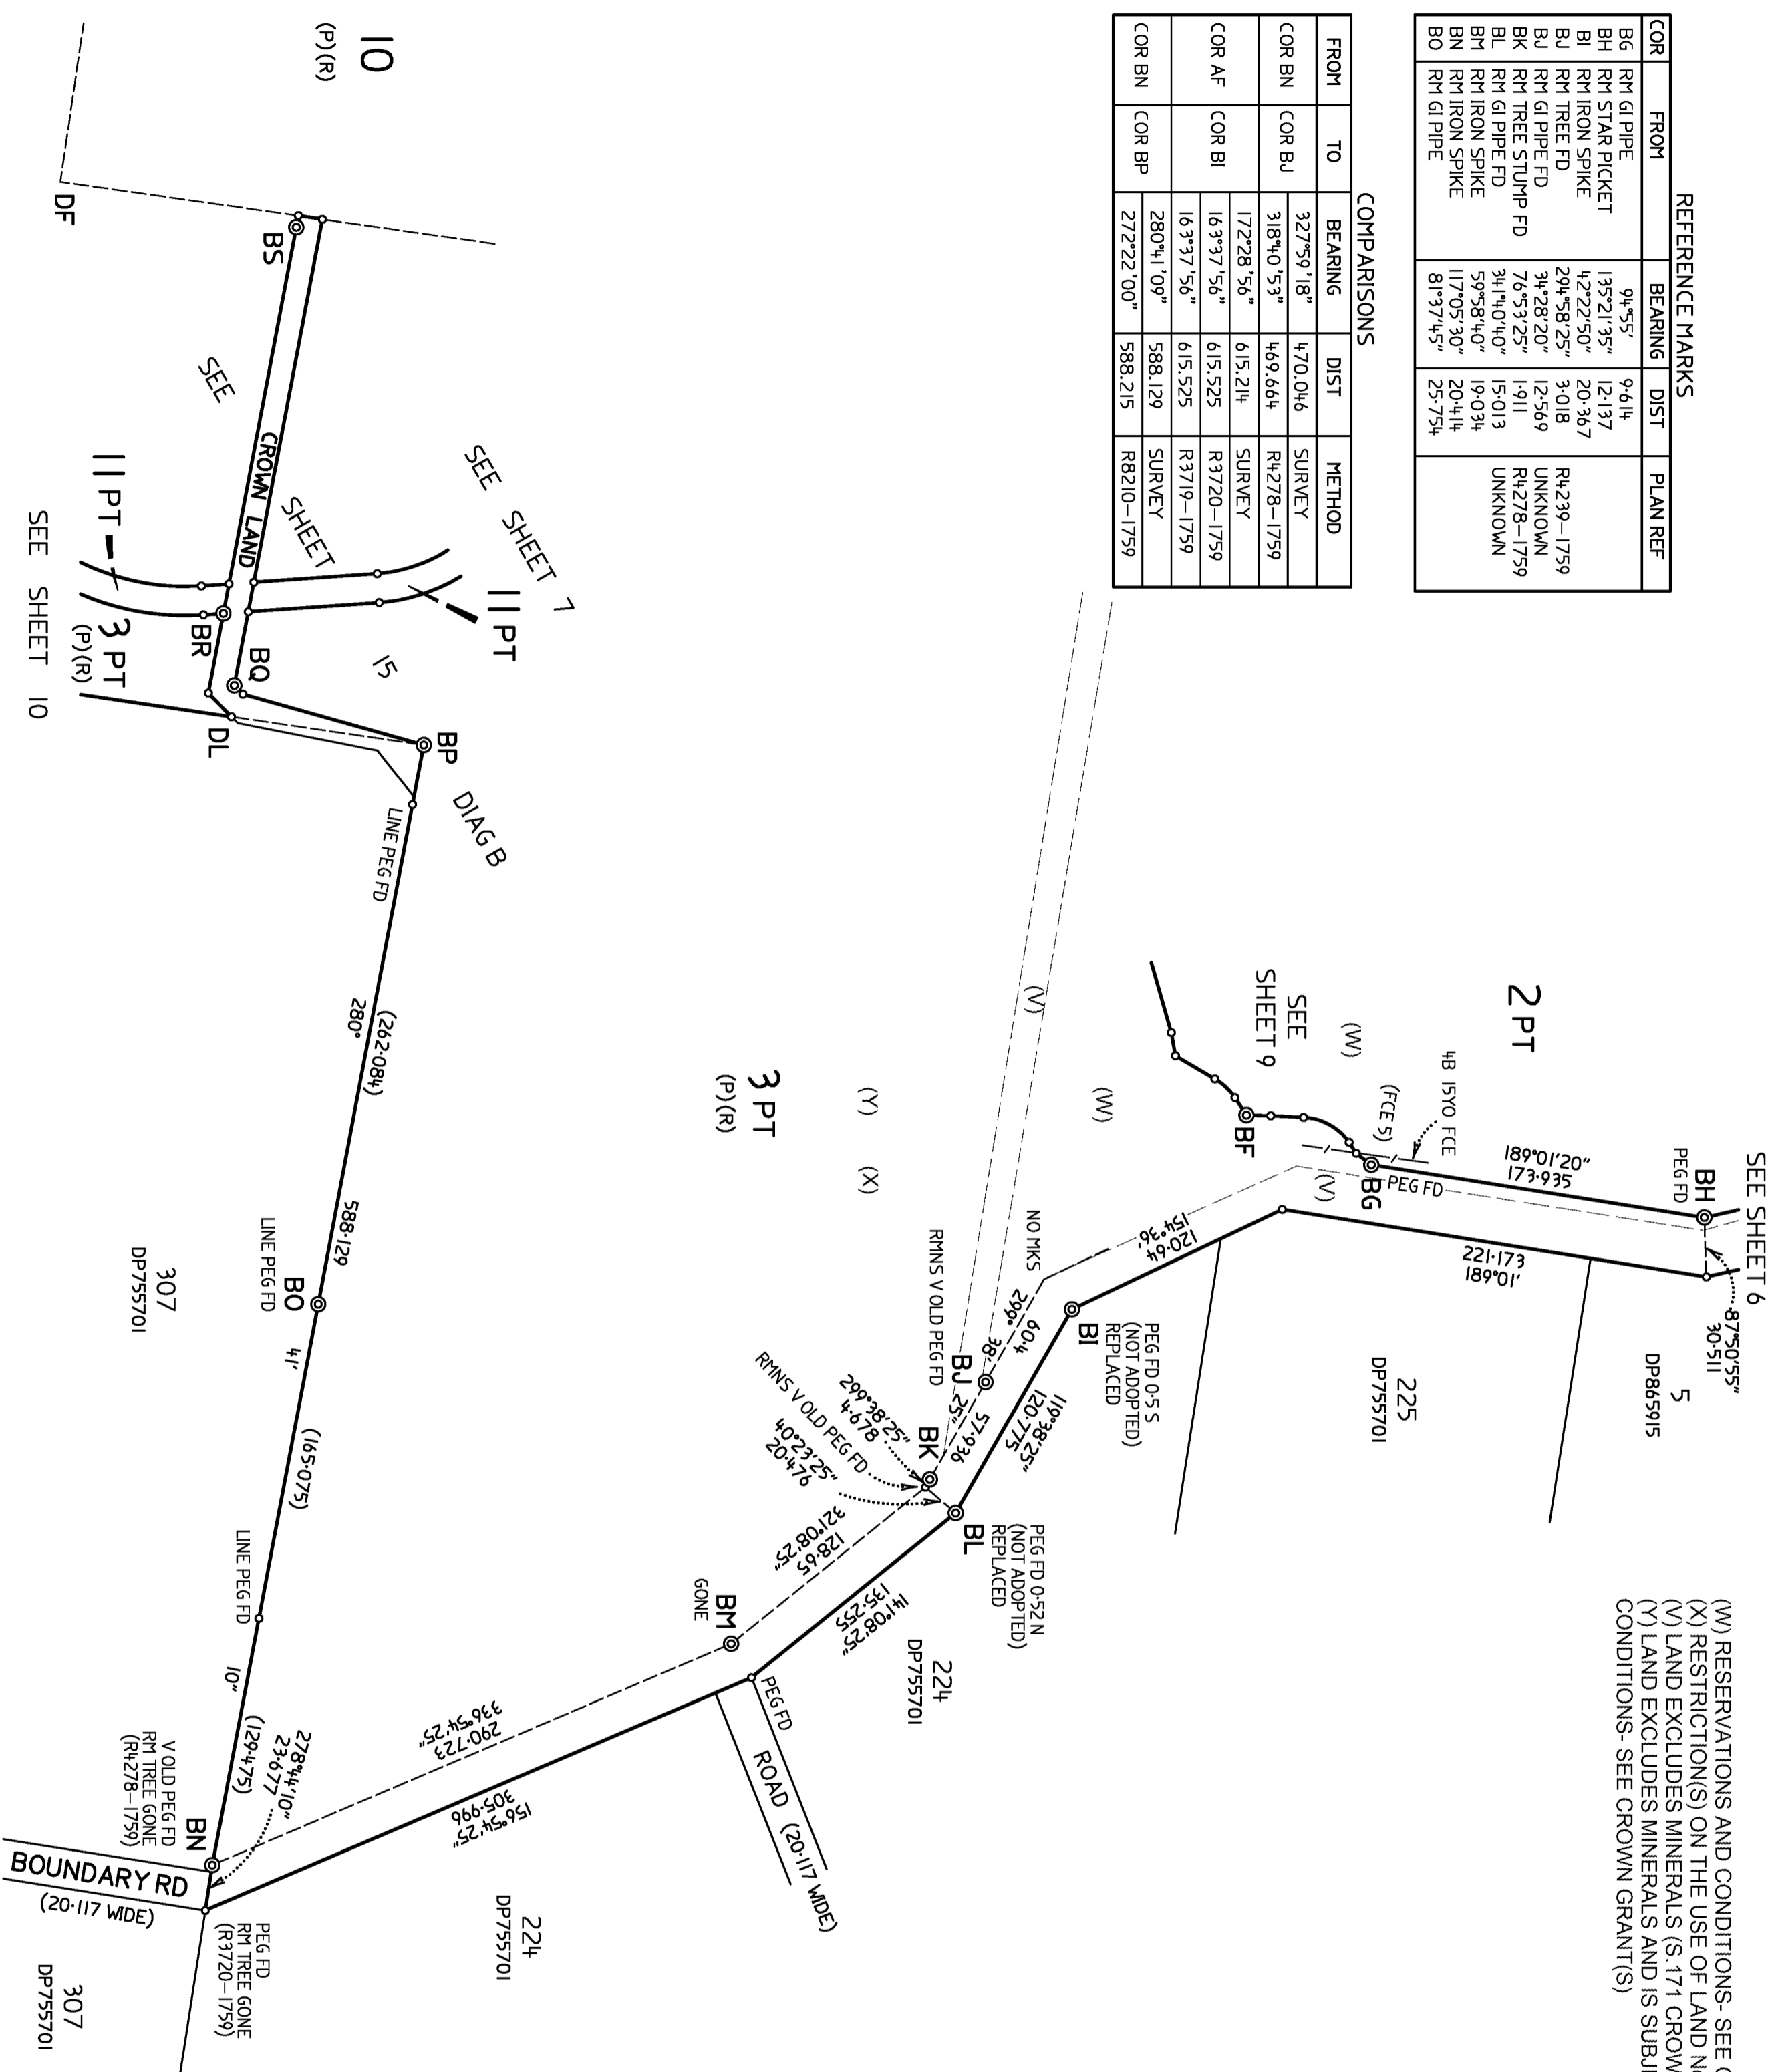 REFERENCE MARKS
COR FROM BEARING DIST PLAN REF
BG RM GI PIPE 94°55' 9·614
BH RM STAR PICKET 135°21'35" 12·137
BI RM IRON SPIKE 42°22'50" 20·367
BJ RM TREE FD 294°58'25" 3·018 R4239-1759
BJ RM GI PIPE FD 34°28'20" 12·569 UNKNOWN
BK RM TREE STUMP FD 76°53'25" 1·911 R4278-1759
BL RM GI PIPE FD 341°40'40" 15·013 UNKNOWN
BM RM IRON SPIKE 59°58'40" 19·034
BN RM IRON SPIKE 117°05'30" 20·414
BO RM GI PIPE 81°37'45" 25·754
COMPARISONS
FROM TO BEARING DIST METHOD
COR BN COR BJ 327°59'18" 470.046 SURVEY
318°40'53" 469.664 R4278-1759
COR AF COR BI 172°28'56" 615.214 SURVEY
163°37'56" 615.525 R3720-1759
163°37'56" 615.525 R3719-1759
COR BN COR BP 280°41'09" 588.129 SURVEY
272°22'00" 588.215 R8210-1759
(W) RESERVATIONS AND CONDITIONS- SEE
(X) RESTRICTION(S) ON THE USE OF LAND
(V) LAND EXCLUDES MINERALS (S.171
(Y) LAND EXCLUDES MINERALS AND IS
CONDITIONS- SEE CROWN GRANT(S)
SEE SHEET 6
87°50'55"
30·511
BH
PEG FD
189°01'20"
173·935
221·173
189°01'
5
DP865915
225
DP755701
2 PT
4B 15YO FCE
(FCE 5)
(W)
SEE
SHEET 9
BG
PEG FD
(V)
BF
(W)
154°36'
120·64
NO MKS
BI
PEG FD 0·5 S
(NOT ADOPTED)
REPLACED
299°
38'
25"
60·4
57·936
119°38'25"
120·775
(V)
RMNS V OLD PEG FD
BJ
BK
299°38'25"
4·678
RMNS V OLD PEG FD
40°23'25"
20·476
BL
PEG FD 0·52 N
(NOT ADOPTED)
REPLACED
(Y) (X)
3 PT
(P)(R)
128·65
321°08'25"
141°08'25"
135·255
224
DP755701
BM
GONE
PEG FD
ROAD (20·117 WIDE)
290·723
336°54'25"
156°54'25"
305·996
224
DP755701
SEE SHEET 7
DIAG B
BP
LINE PEG FD
(262·084)
280°
588·129
LINE PEG FD
BO
41'
(165·075)
LINE PEG FD
10"
(129·475)
278°44'10"
23·677
BN
V OLD PEG FD
RM TREE GONE
(R4278-1759)
BOUNDARY RD
(20·117 WIDE)
PEG FD
RM TREE GONE
(R3720-1759)
307
DP755701
307
DP755701
10
(P)(R)
DF
BS
SEE
SHEET
15
CROWN LAND
11 PT
11 PT
BR
BQ
DL
3 PT
(P)(R)
SEE SHEET 10